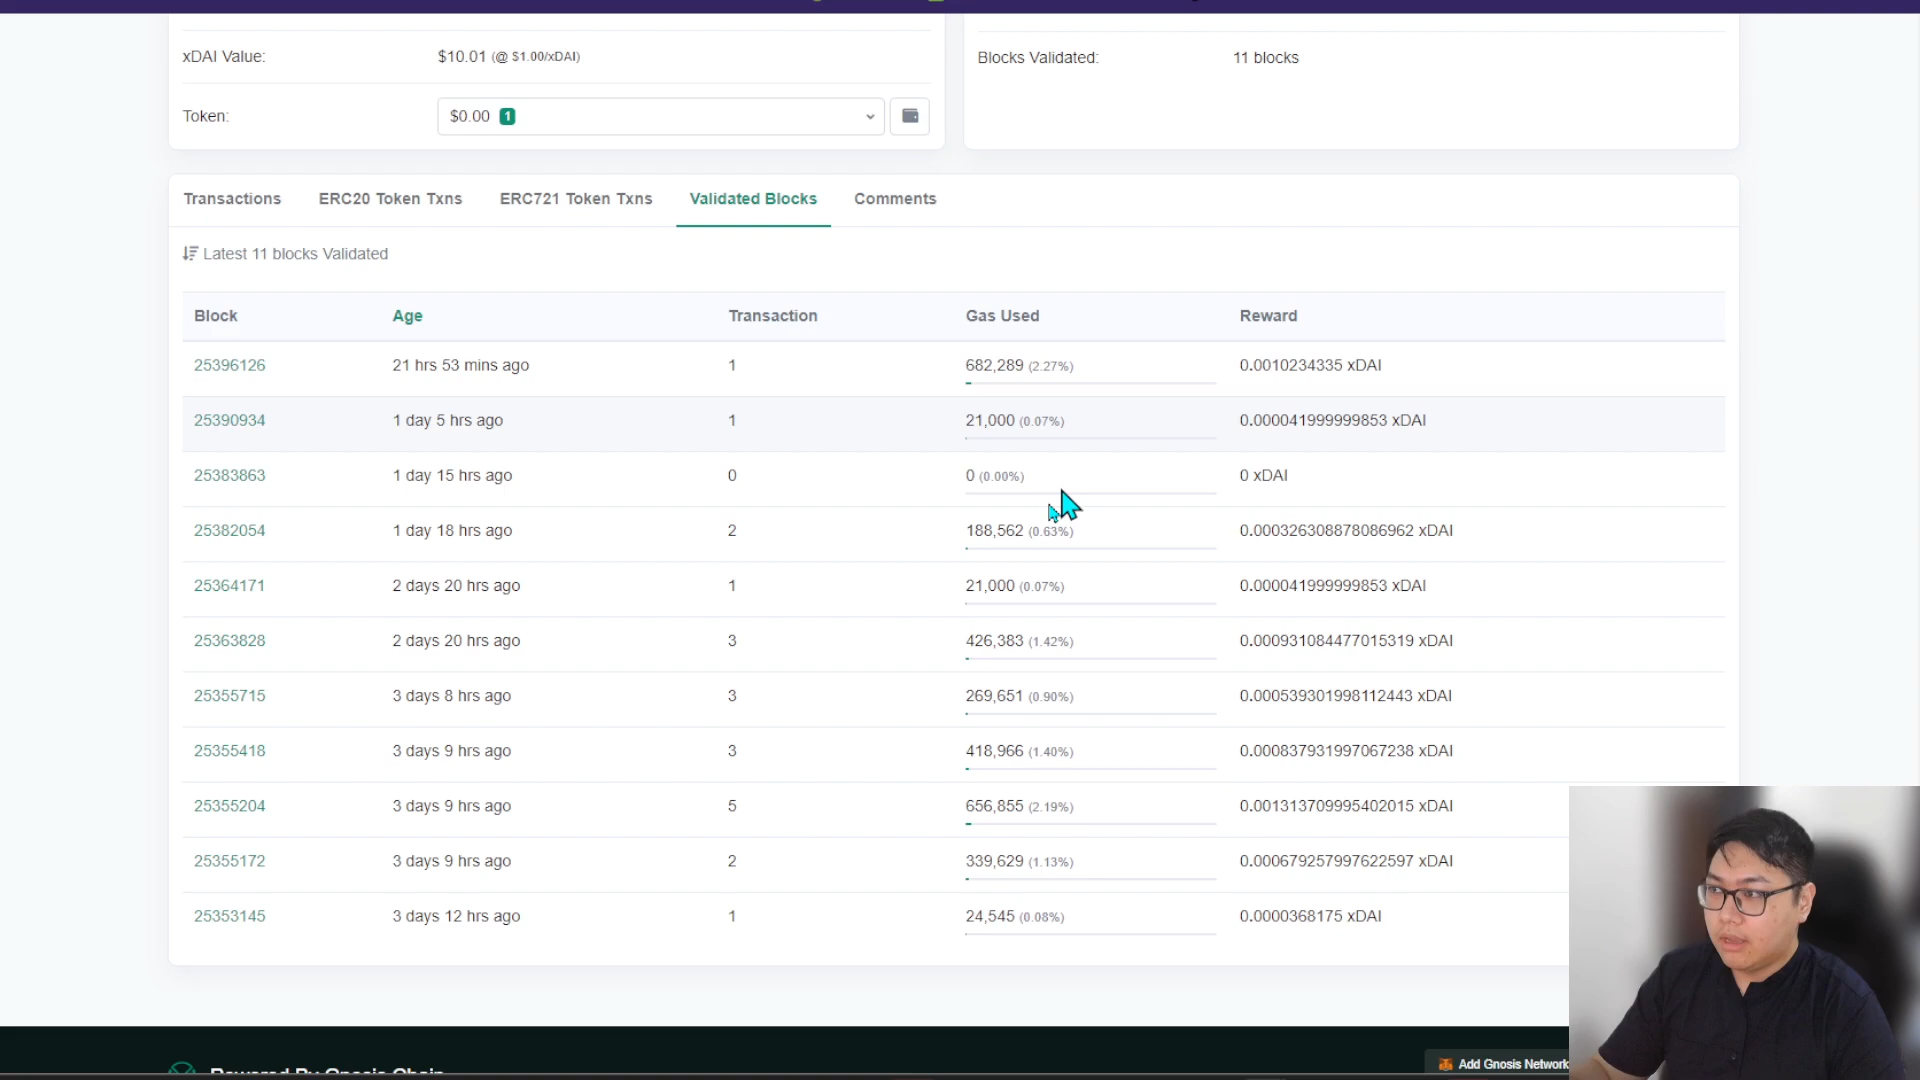 xDAI Value: $10.01 (@ $1.00/xDAI)
Blocks Validated: 11 blocks
Token: $0.00 1
Transactions ERC20 Token Txns ERC721 Token Txns Validated Blocks Comments
Latest 11 blocks Validated
Block Age Transaction Gas Used Reward
25396126 21 hrs 53 mins ago 1 682,289 (2.27%) 0.0010234335 xDAI
25390934 1 day 5 hrs ago 1 21,000 (0.07%) 0.000041999999853 xDAI
25383863 1 day 15 hrs ago 0 0 (0.00%) 0 xDAI
25382054 1 day 18 hrs ago 2 188,562 (0.63%) 0.000326308878086962 xDAI
25364171 2 days 20 hrs ago 1 21,000 (0.07%) 0.000041999999853 xDAI
25363828 2 days 20 hrs ago 3 426,383 (1.42%) 0.000931084477015319 xDAI
25355715 3 days 8 hrs ago 3 269,651 (0.90%) 0.000539301998112443 xDAI
25355418 3 days 9 hrs ago 3 418,966 (1.40%) 0.000837931997067238 xDAI
25355204 3 days 9 hrs ago 5 656,855 (2.19%) 0.001313709995402015 xDAI
25355172 3 days 9 hrs ago 2 339,629 (1.13%) 0.000679257997622597 xDAI
25353145 3 days 12 hrs ago 1 24,545 (0.08%) 0.0000368175 xDAI
Powered By Gnosis Chain
Add Gnosis Network